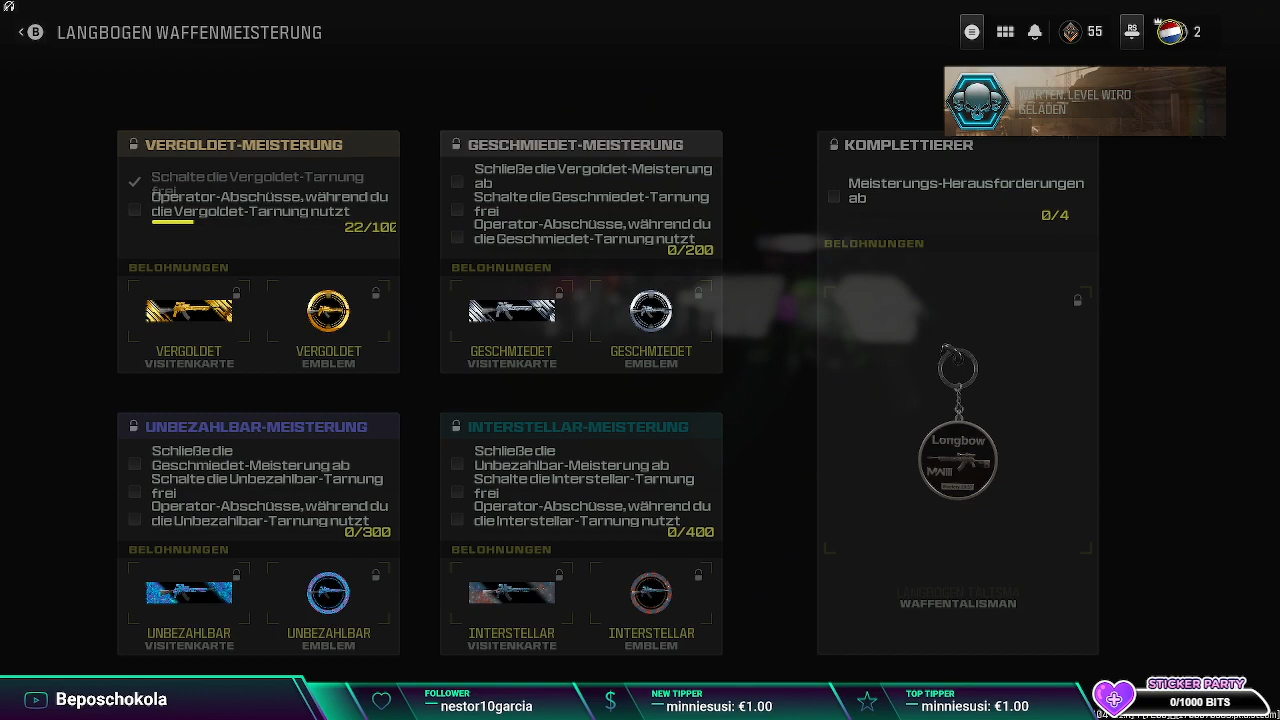 B LANGBOGEN WAFFENMEISTERUNG
55
RS
2
WARTEN: LEVEL WIRD
GELADEN
VERGOLDET-MEISTERUNG
Schalte die Vergoldet-Tarnung
frei
Operator-Abschüsse, während du
die Vergoldet-Tarnung nutzt
22/100
BELOHNUNGEN
VERGOLDET
VISITENKARTE
VERGOLDET
EMBLEM
GESCHMIEDET-MEISTERUNG
Schließe die Vergoldet-Meisterung
ab
Schalte die Geschmiedet-Tarnung
frei
Operator-Abschüsse, während du
die Geschmiedet-Tarnung nutzt
0/200
BELOHNUNGEN
GESCHMIEDET
VISITENKARTE
GESCHMIEDET
EMBLEM
KOMPLETTIERER
Meisterungs-Herausforderungen
ab
0/4
BELOHNUNGEN
Longbow
MWIII
LANGBOGEN TALISMA
WAFFENTALISMAN
UNBEZAHLBAR-MEISTERUNG
Schließe die
Geschmiedet-Meisterung ab
Schalte die Unbezahlbar-Tarnung
frei
Operator-Abschüsse, während du
die Unbezahlbar-Tarnung nutzt
0/300
BELOHNUNGEN
UNBEZAHLBAR
VISITENKARTE
UNBEZAHLBAR
EMBLEM
INTERSTELLAR-MEISTERUNG
Schließe die
Unbezahlbar-Meisterung ab
Schalte die Interstellar-Tarnung
frei
Operator-Abschüsse, während du
die Interstellar-Tarnung nutzt
0/400
BELOHNUNGEN
INTERSTELLAR
VISITENKARTE
INTERSTELLAR
EMBLEM
Beposchokola
FOLLOWER
nestor10garcia
NEW TIPPER
minniesusi: €1.00
TOP TIPPER
minniesusi: €1.00
STICKER PARTY
0/1000 BITS